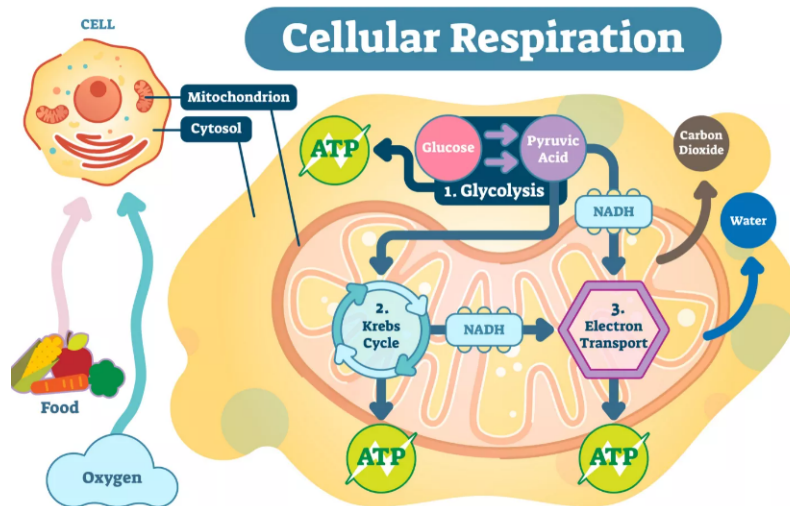 CELL
Cellular Respiration
Mitochondrion
Cytosol
ATP
Glucose
Pyruvic
Acid
1. Glycolysis
Carbon
Dioxide
NADH
Water
2.
Krebs
Cycle
NADH
3.
Electron
Transport
Food
Oxygen
ATP
ATP